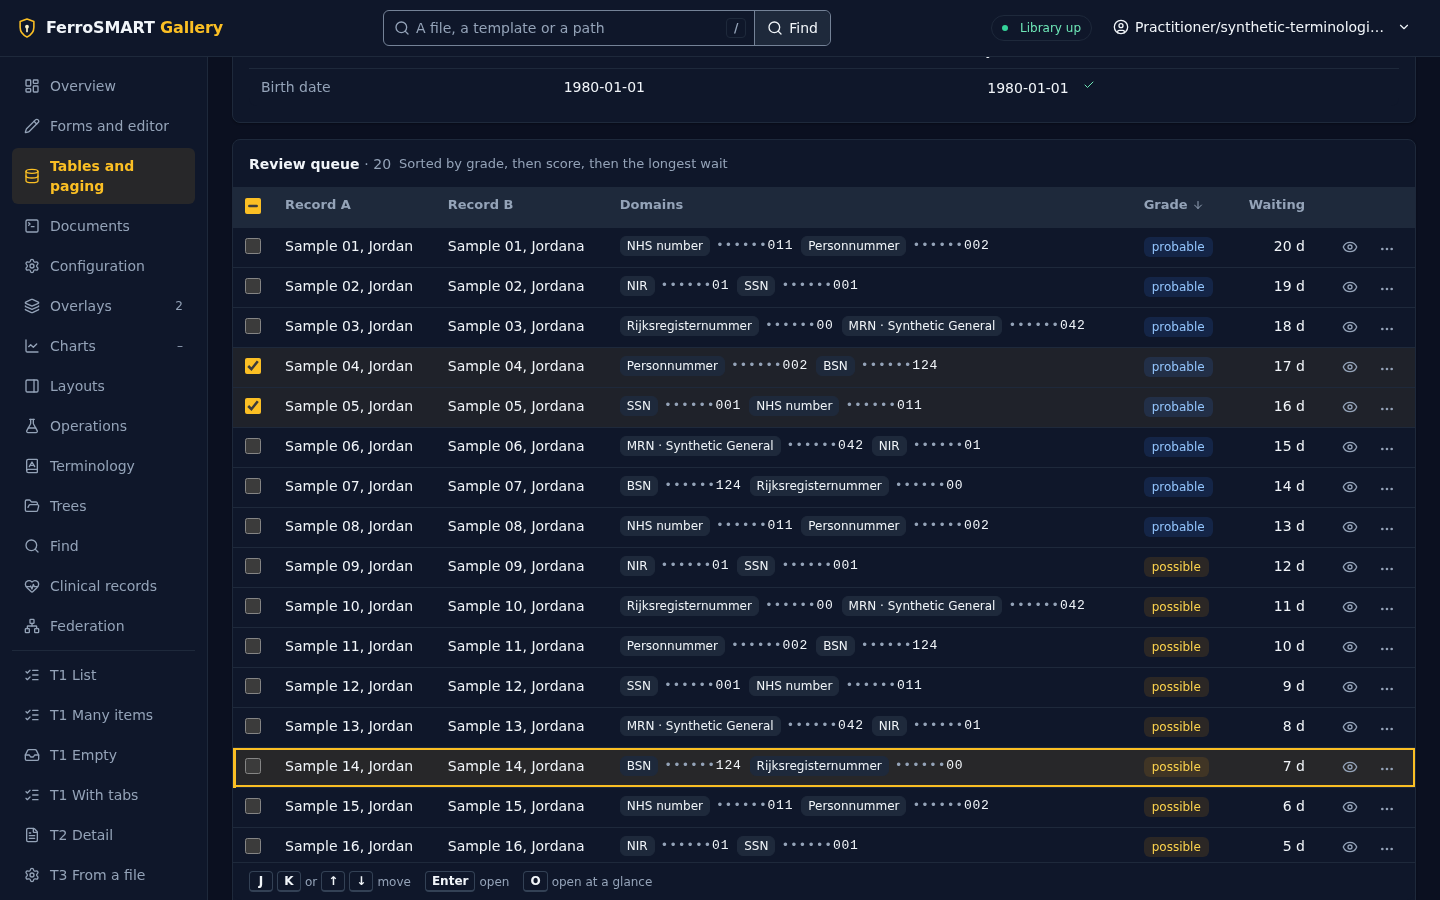 FerroSMART Gallery
A file, a template or a path
/
Find
Library up
Practitioner/synthetic-terminologi…
Overview
Forms and editor
Tables and
paging
Documents
Configuration
Overlays 2
Charts –
Layouts
Operations
Terminology
Trees
Find
Clinical records
Federation
T1 List
T1 Many items
T1 Empty
T1 With tabs
T2 Detail
T3 From a file
Birth date 1980-01-01 1980-01-01
Review queue · 20 Sorted by grade, then score, then the longest wait
Record A Record B Domains Grade ↓ Waiting
Sample 01, Jordan Sample 01, Jordana NHS number ••••••011 Personnummer ••••••002 probable 20 d
Sample 02, Jordan Sample 02, Jordana NIR ••••••01 SSN ••••••001 probable 19 d
Sample 03, Jordan Sample 03, Jordana Rijksregisternummer ••••••00 MRN · Synthetic General ••••••042 probable 18 d
Sample 04, Jordan Sample 04, Jordana Personnummer ••••••002 BSN ••••••124 probable 17 d
Sample 05, Jordan Sample 05, Jordana SSN ••••••001 NHS number ••••••011 probable 16 d
Sample 06, Jordan Sample 06, Jordana MRN · Synthetic General ••••••042 NIR ••••••01 probable 15 d
Sample 07, Jordan Sample 07, Jordana BSN ••••••124 Rijksregisternummer ••••••00 probable 14 d
Sample 08, Jordan Sample 08, Jordana NHS number ••••••011 Personnummer ••••••002 probable 13 d
Sample 09, Jordan Sample 09, Jordana NIR ••••••01 SSN ••••••001 possible 12 d
Sample 10, Jordan Sample 10, Jordana Rijksregisternummer ••••••00 MRN · Synthetic General ••••••042 possible 11 d
Sample 11, Jordan Sample 11, Jordana Personnummer ••••••002 BSN ••••••124 possible 10 d
Sample 12, Jordan Sample 12, Jordana SSN ••••••001 NHS number ••••••011 possible 9 d
Sample 13, Jordan Sample 13, Jordana MRN · Synthetic General ••••••042 NIR ••••••01 possible 8 d
Sample 14, Jordan Sample 14, Jordana BSN ••••••124 Rijksregisternummer ••••••00 possible 7 d
Sample 15, Jordan Sample 15, Jordana NHS number ••••••011 Personnummer ••••••002 possible 6 d
Sample 16, Jordan Sample 16, Jordana NIR ••••••01 SSN ••••••001 possible 5 d
J K or ↑ ↓ move Enter open O open at a glance